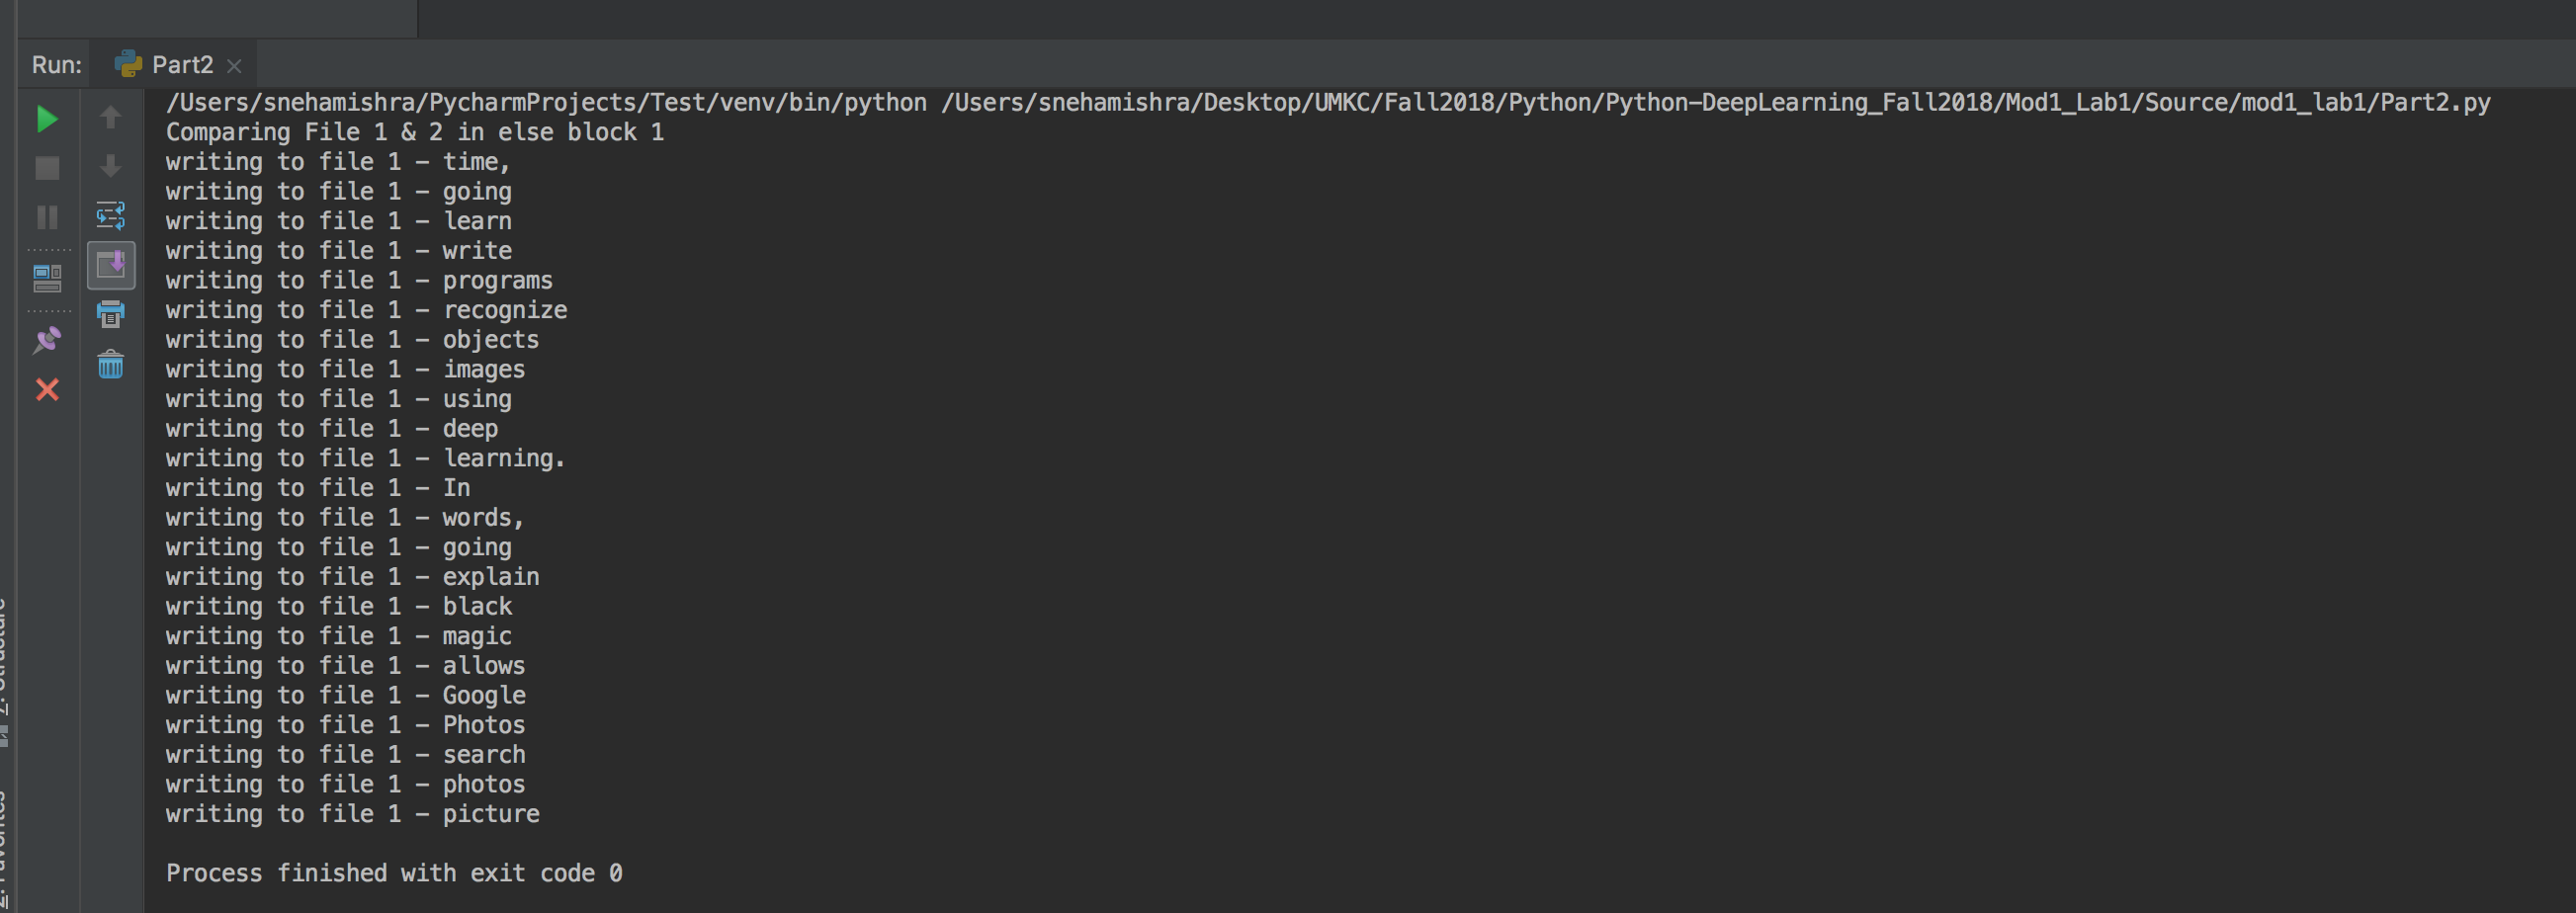 Run: Part2
/Users/snehamishra/PycharmProjects/Test/venv/bin/python /Users/snehamishra/Desktop/UMKC/Fall2018/Python/Python-DeepLearning_Fall2018/Mod1_Lab1/Source/mod1_lab1/Part2.py
Comparing File 1 & 2 in else block 1
writing to file 1 - time,
writing to file 1 - going
writing to file 1 - learn
writing to file 1 - write
writing to file 1 - programs
writing to file 1 - recognize
writing to file 1 - objects
writing to file 1 - images
writing to file 1 - using
writing to file 1 - deep
writing to file 1 - learning.
writing to file 1 - In
writing to file 1 - words,
writing to file 1 - going
writing to file 1 - explain
writing to file 1 - black
writing to file 1 - magic
writing to file 1 - allows
writing to file 1 - Google
writing to file 1 - Photos
writing to file 1 - search
writing to file 1 - photos
writing to file 1 - picture
Process finished with exit code 0